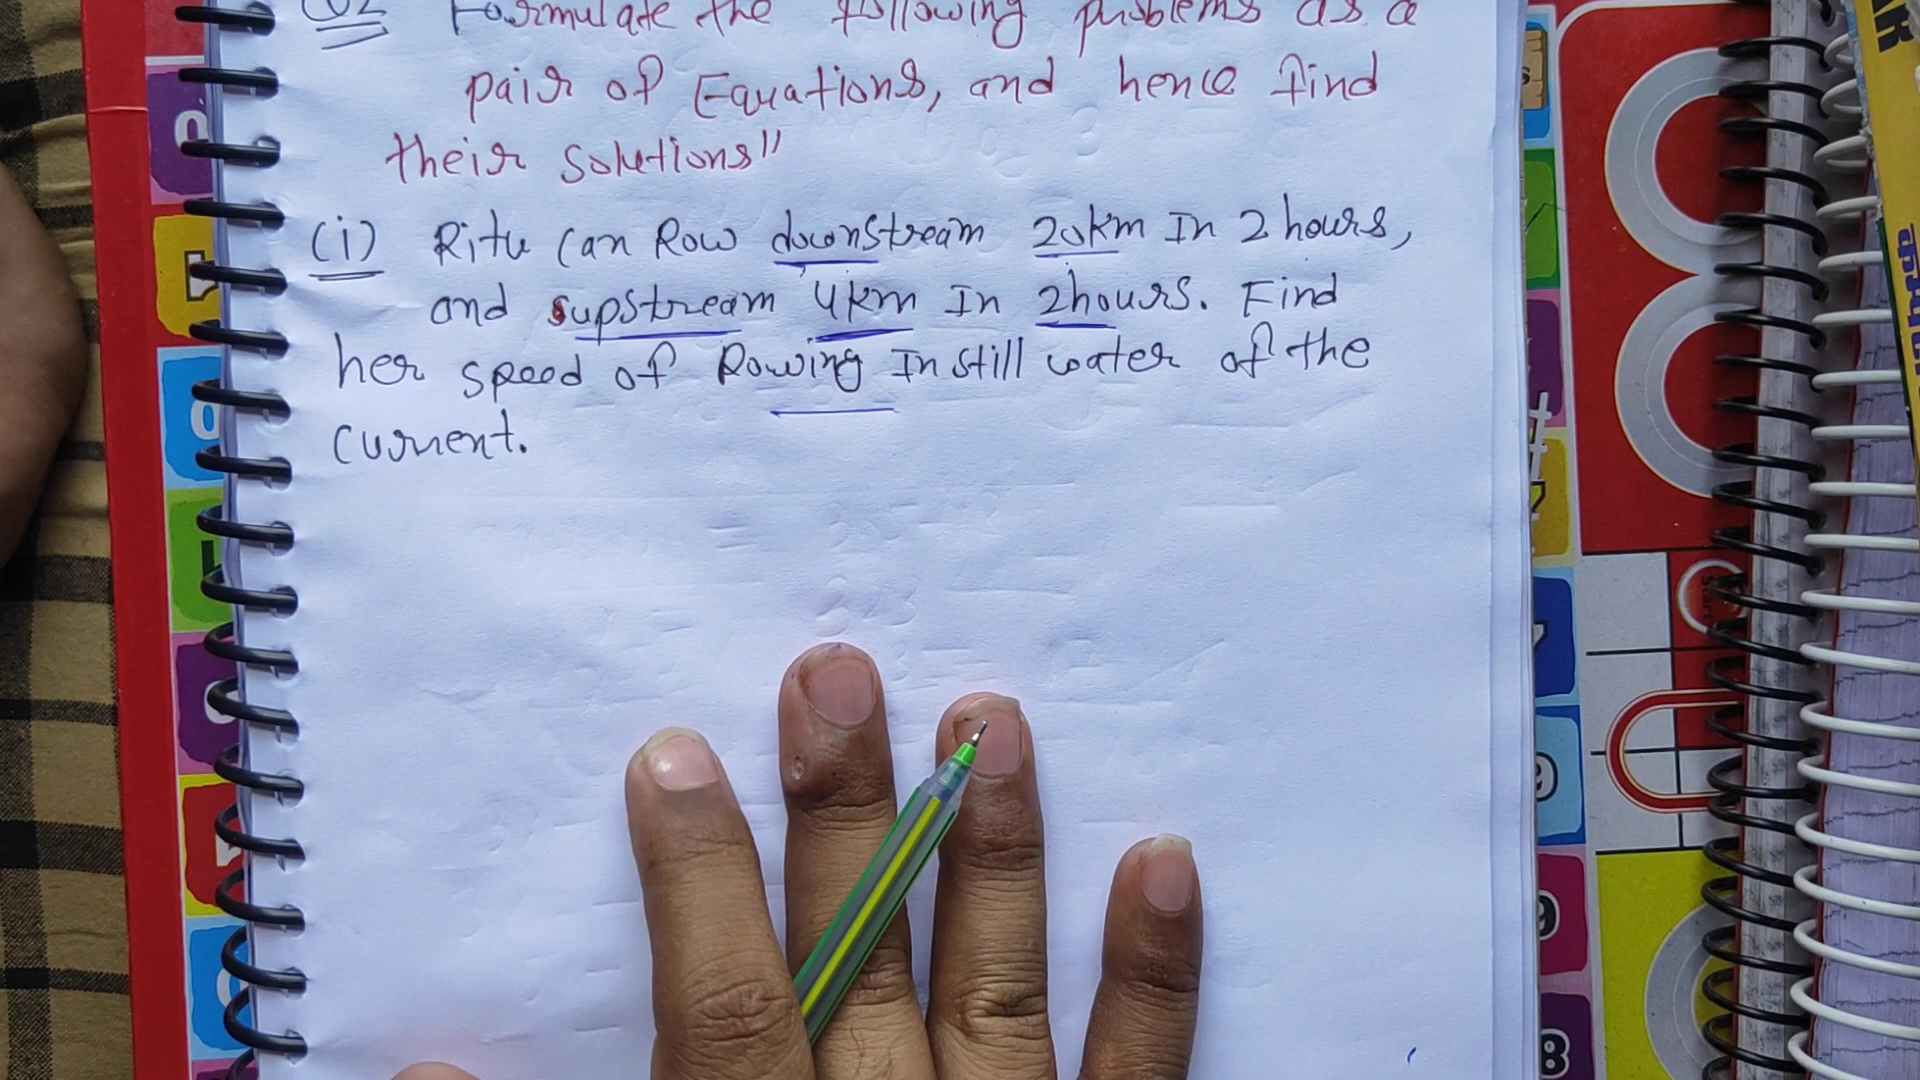 Q2 Formulate the following problems as a
pair of Equations, and hence find
their solutions"
(i) Ritu Can Row downstream 20km In 2 hours,
and supstream 4km In 2hours. Find
her speed of Rowing In still water of the
current.